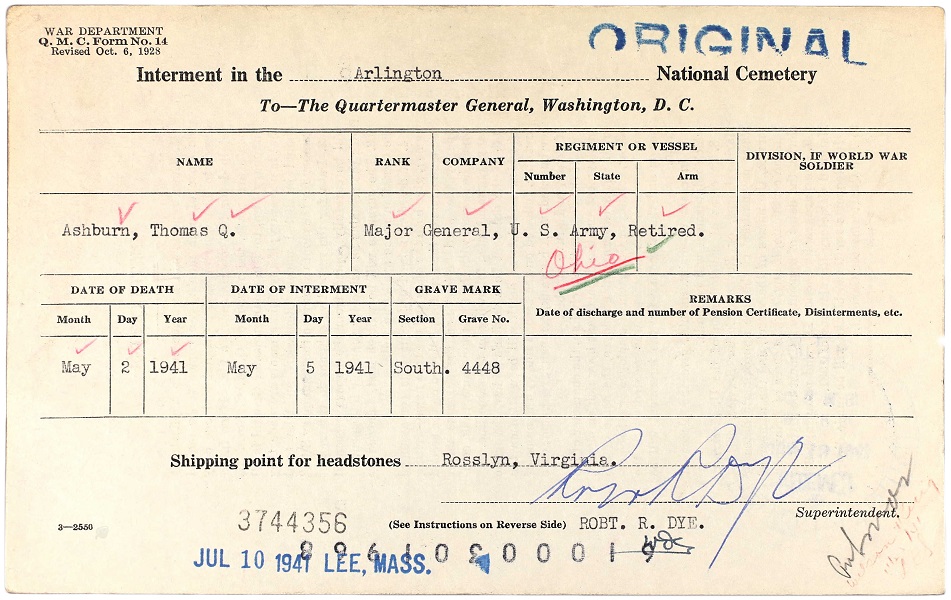 WAR DEPARTMENT
Q. M. C. Form No. 14
Revised Oct. 6, 1928
ORIGINAL
Interment in the Arlington National Cemetery
To—The Quartermaster General, Washington, D. C.
NAME RANK COMPANY REGIMENT OR VESSEL DIVISION, IF WORLD WAR SOLDIER
Number State Arm
Ashburn, Thomas Q. Major General, U. S. Army, Retired.
Ohio
DATE OF DEATH DATE OF INTERMENT GRAVE MARK REMARKS
Date of discharge and number of Pension Certificate, Disinterments, etc.
Month Day Year Month Day Year Section Grave No.
May 2 1941 May 5 1941 South. 4448
Shipping point for headstones Rosslyn, Virginia.
Superintendent.
3—2550
3744356
(See Instructions on Reverse Side) ROBT. R. DYE.
JUL 10 1941 LEE, MASS.